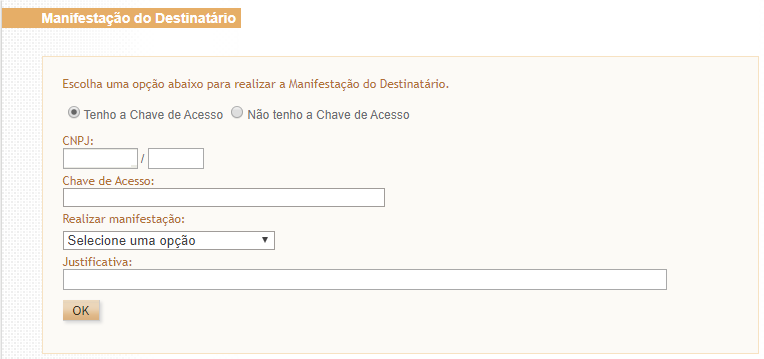 Manifestação do Destinatário
Escolha uma opção abaixo para realizar a Manifestação do Destinatário.
Tenho a Chave de Acesso Não tenho a Chave de Acesso
CNPJ:
/
Chave de Acesso:
Realizar manifestação:
Selecione uma opção
Justificativa:
OK